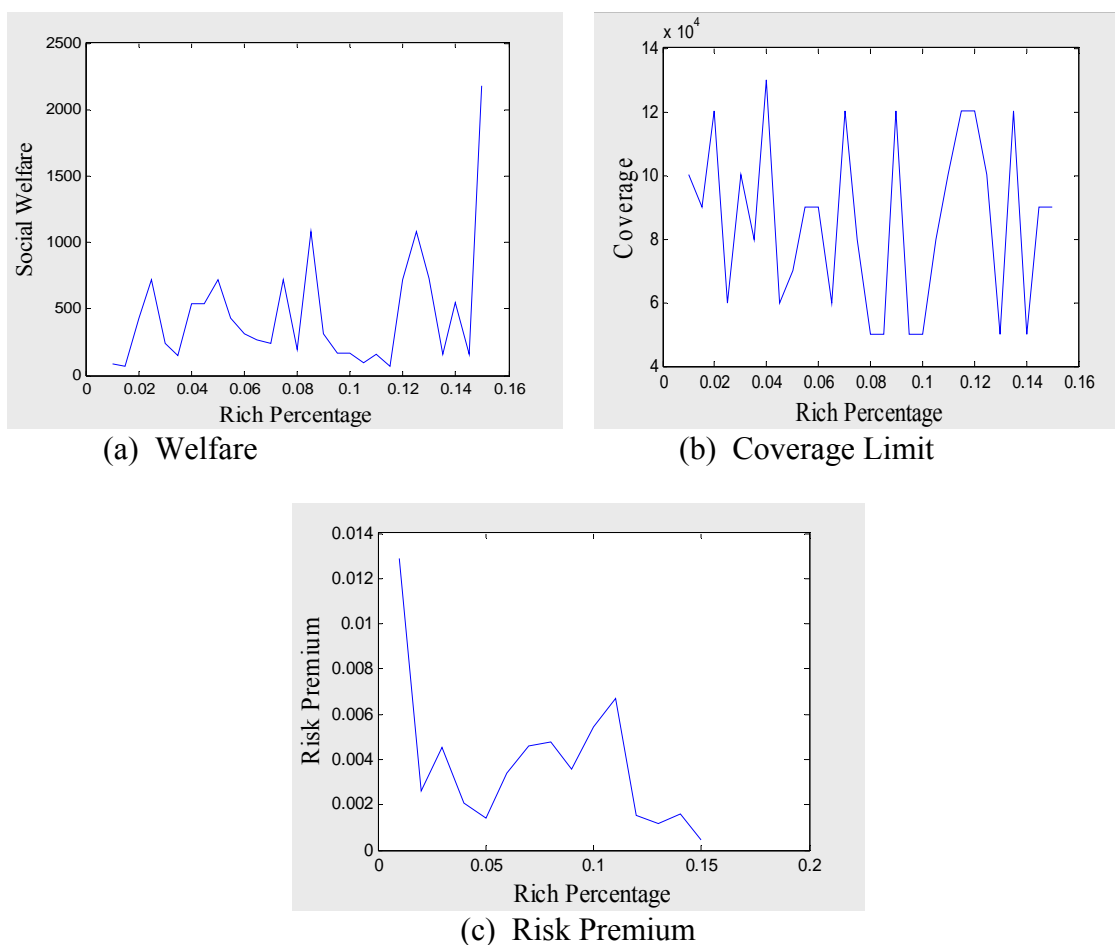 2500
2000
1500
1000
500
0
Social Welfare
0 0.02 0.04 0.06 0.08 0.1 0.12 0.14 0.16
Rich Percentage
(a) Welfare
x 10^4
14
12
10
8
6
4
Coverage
0 0.02 0.04 0.06 0.08 0.1 0.12 0.14 0.16
Rich Percentage
(b) Coverage Limit
0.014
0.012
0.01
0.008
0.006
0.004
0.002
0
Risk Premium
0 0.05 0.1 0.15 0.2
Rich Percentage
(c) Risk Premium